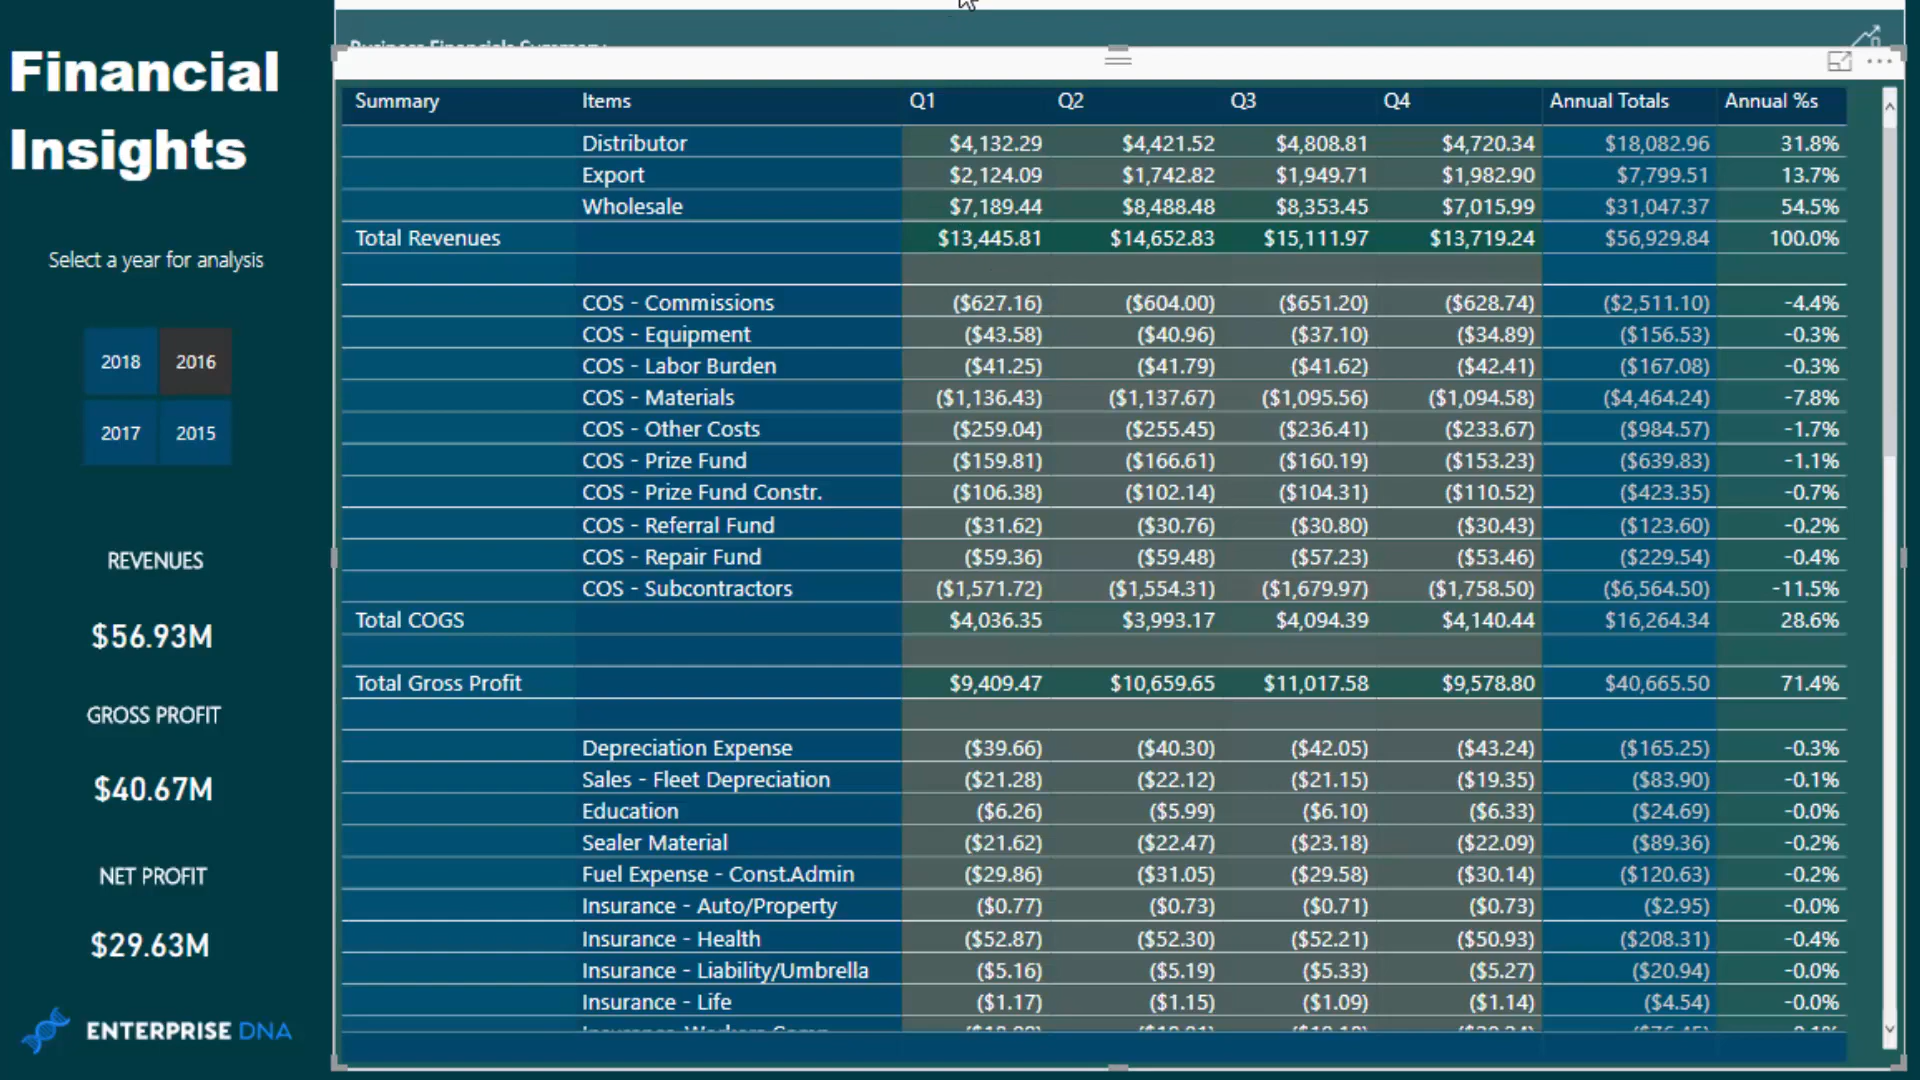 Financial
Insights
Select a year for analysis
2018 2016
2017 2015
REVENUES
$56.93M
GROSS PROFIT
$40.67M
NET PROFIT
$29.63M
ENTERPRISE DNA
Business Financials Summary
Summary Items Q1 Q2 Q3 Q4 Annual Totals Annual %s
Distributor $4,132.29 $4,421.52 $4,808.81 $4,720.34 $18,082.96 31.8%
Export $2,124.09 $1,742.82 $1,949.71 $1,982.90 $7,799.51 13.7%
Wholesale $7,189.44 $8,488.48 $8,353.45 $7,015.99 $31,047.37 54.5%
Total Revenues $13,445.81 $14,652.83 $15,111.97 $13,719.24 $56,929.84 100.0%
COS - Commissions ($627.16) ($604.00) ($651.20) ($628.74) ($2,511.10) -4.4%
COS - Equipment ($43.58) ($40.96) ($37.10) ($34.89) ($156.53) -0.3%
COS - Labor Burden ($41.25) ($41.79) ($41.62) ($42.41) ($167.08) -0.3%
COS - Materials ($1,136.43) ($1,137.67) ($1,095.56) ($1,094.58) ($4,464.24) -7.8%
COS - Other Costs ($259.04) ($255.45) ($236.41) ($233.67) ($984.57) -1.7%
COS - Prize Fund ($159.81) ($166.61) ($160.19) ($153.23) ($639.83) -1.1%
COS - Prize Fund Constr. ($106.38) ($102.14) ($104.31) ($110.52) ($423.35) -0.7%
COS - Referral Fund ($31.62) ($30.76) ($30.80) ($30.43) ($123.60) -0.2%
COS - Repair Fund ($59.36) ($59.48) ($57.23) ($53.46) ($229.54) -0.4%
COS - Subcontractors ($1,571.72) ($1,554.31) ($1,679.97) ($1,758.50) ($6,564.50) -11.5%
Total COGS $4,036.35 $3,993.17 $4,094.39 $4,140.44 $16,264.34 28.6%
Total Gross Profit $9,409.47 $10,659.65 $11,017.58 $9,578.80 $40,665.50 71.4%
Depreciation Expense ($39.66) ($40.30) ($42.05) ($43.24) ($165.25) -0.3%
Sales - Fleet Depreciation ($21.28) ($22.12) ($21.15) ($19.35) ($83.90) -0.1%
Education ($6.26) ($5.99) ($6.10) ($6.33) ($24.69) -0.0%
Sealer Material ($21.62) ($22.47) ($23.18) ($22.09) ($89.36) -0.2%
Fuel Expense - Const.Admin ($29.86) ($31.05) ($29.58) ($30.14) ($120.63) -0.2%
Insurance - Auto/Property ($0.77) ($0.73) ($0.71) ($0.73) ($2.95) -0.0%
Insurance - Health ($52.87) ($52.30) ($52.21) ($50.93) ($208.31) -0.4%
Insurance - Liability/Umbrella ($5.16) ($5.19) ($5.33) ($5.27) ($20.94) -0.0%
Insurance - Life ($1.17) ($1.15) ($1.09) ($1.14) ($4.54) -0.0%